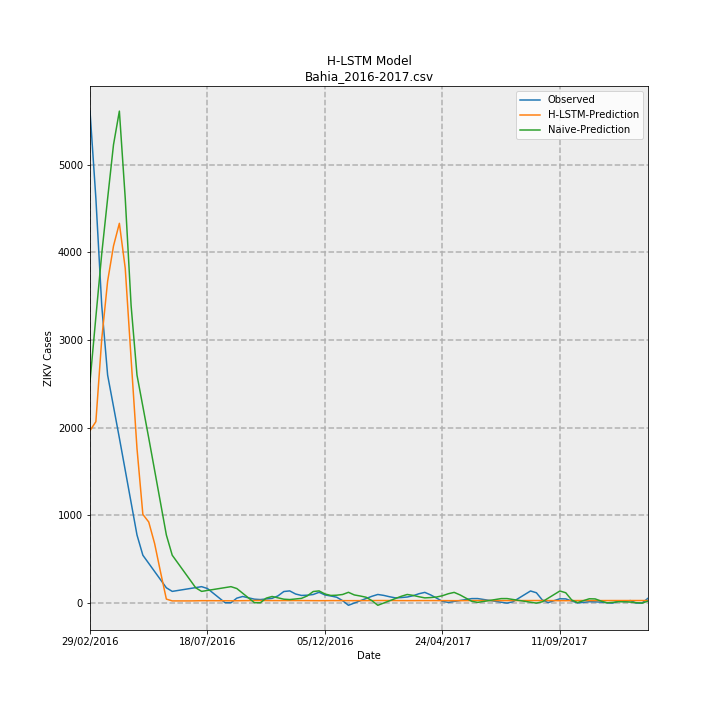 H-LSTM Model
Bahia_2016-2017.csv
Observed
H-LSTM-Prediction
Naive-Prediction
ZIKV Cases
5000
4000
3000
2000
1000
0
29/02/2016 18/07/2016 05/12/2016 24/04/2017 11/09/2017
Date